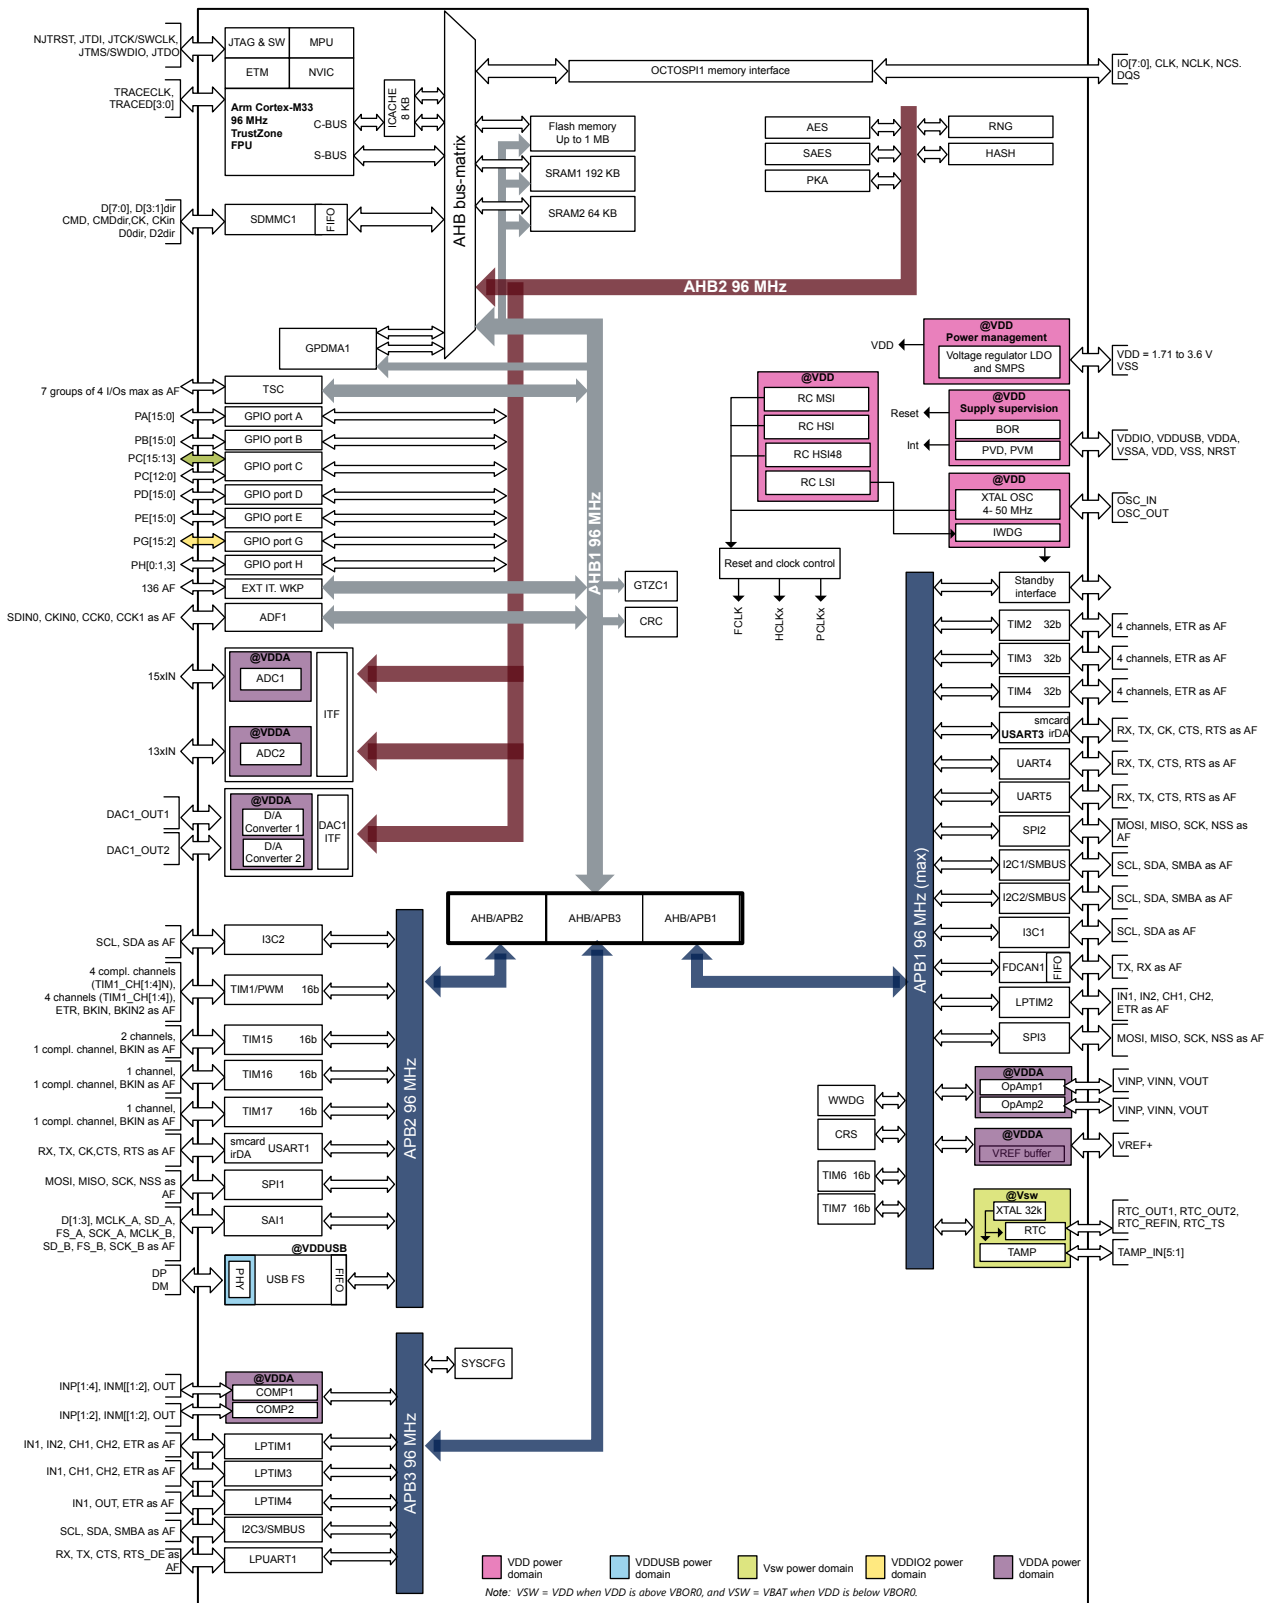 NJTRST, JTDI, JTCK/SWCLK,
JTMS/SWDIO, JTDO
JTAG & SW
MPU
ETM
NVIC
TRACECLK,
TRACED[3:0]
Arm Cortex-M33
96 MHz
TrustZone
FPU
C-BUS
S-BUS
ICACHE
8 KB
AHB bus-matrix
OCTOSPI1 memory interface
IO[7:0], CLK, NCLK, NCS.
DQS
Flash memory
Up to 1 MB
SRAM1 192 KB
SRAM2 64 KB
AES
SAES
PKA
RNG
HASH
D[7:0], D[3:1]dir
CMD, CMDdir,CK, CKin
D0dir, D2dir
SDMMC1
FIFO
AHB2 96 MHz
GPDMA1
7 groups of 4 I/Os max as AF
TSC
PA[15:0]
GPIO port A
PB[15:0]
GPIO port B
PC[15:13]
PC[12:0]
GPIO port C
PD[15:0]
GPIO port D
PE[15:0]
GPIO port E
PG[15:2]
GPIO port G
PH[0:1,3]
GPIO port H
136 AF
EXT IT. WKP
SDIN0, CKIN0, CCK0, CCK1 as AF
ADF1
AHB1 96 MHz
GTZC1
CRC
@VDD
Power management
Voltage regulator LDO
and SMPS
VDD
VDD = 1.71 to 3.6 V
VSS
@VDD
RC MSI
RC HSI
RC HSI48
RC LSI
@VDD
Supply supervision
BOR
PVD, PVM
Reset
Int
VDDIO, VDDUSB, VDDA,
VSSA, VDD, VSS, NRST
@VDD
XTAL OSC
4- 50 MHz
IWDG
OSC_IN
OSC_OUT
Reset and clock control
FCLK
HCLKx
PCLKx
Standby
interface
TIM2 32b
4 channels, ETR as AF
TIM3 32b
4 channels, ETR as AF
TIM4 32b
4 channels, ETR as AF
smcard
USART3 irDA
RX, TX, CK, CTS, RTS as AF
UART4
RX, TX, CTS, RTS as AF
UART5
RX, TX, CTS, RTS as AF
SPI2
MOSI, MISO, SCK, NSS as
AF
I2C1/SMBUS
SCL, SDA, SMBA as AF
I2C2/SMBUS
SCL, SDA, SMBA as AF
I3C1
SCL, SDA as AF
FDCAN1
FIFO
TX, RX as AF
LPTIM2
IN1, IN2, CH1, CH2,
ETR as AF
SPI3
MOSI, MISO, SCK, NSS as AF
@VDDA
OpAmp1
OpAmp2
VINP, VINN, VOUT
VINP, VINN, VOUT
@VDDA
VREF buffer
VREF+
@Vsw
XTAL 32k
RTC
TAMP
RTC_OUT1, RTC_OUT2,
RTC_REFIN, RTC_TS
TAMP_IN[5:1]
APB1 96 MHz (max)
WWDG
CRS
TIM6 16b
TIM7 16b
15xIN
@VDDA
ADC1
ITF
13xIN
@VDDA
ADC2
DAC1_OUT1
DAC1_OUT2
@VDDA
D/A
Converter 1
D/A
Converter 2
DAC1
ITF
AHB/APB2
AHB/APB3
AHB/APB1
SCL, SDA as AF
I3C2
4 compl. channels
(TIM1_CH[1:4]N),
4 channels (TIM1_CH[1:4]),
ETR, BKIN, BKIN2 as AF
TIM1/PWM 16b
2 channels,
1 compl. channel, BKIN as AF
TIM15 16b
1 channel,
1 compl. channel, BKIN as AF
TIM16 16b
1 channel,
1 compl. channel, BKIN as AF
TIM17 16b
RX, TX, CK,CTS, RTS as AF
smcard
irDA
USART1
MOSI, MISO, SCK, NSS as
AF
SPI1
D[1:3], MCLK_A, SD_A,
FS_A, SCK_A, MCLK_B,
SD_B, FS_B, SCK_B as AF
SAI1
@VDDUSB
DP
DM
PHY
USB FS
FIFO
APB2 96 MHz
SYSCFG
INP[1:4], INM[[1:2], OUT
INP[1:2], INM[[1:2], OUT
@VDDA
COMP1
COMP2
IN1, IN2, CH1, CH2, ETR as AF
LPTIM1
IN1, CH1, CH2, ETR as AF
LPTIM3
IN1, OUT, ETR as AF
LPTIM4
SCL, SDA, SMBA as AF
I2C3/SMBUS
RX, TX, CTS, RTS_DE as
AF
LPUART1
APB3 96 MHz
VDD power
domain
VDDUSB power
domain
Vsw power domain
VDDIO2 power
domain
VDDA power
domain
Note: VSW = VDD when VDD is above VBOR0, and VSW = VBAT when VDD is below VBOR0.